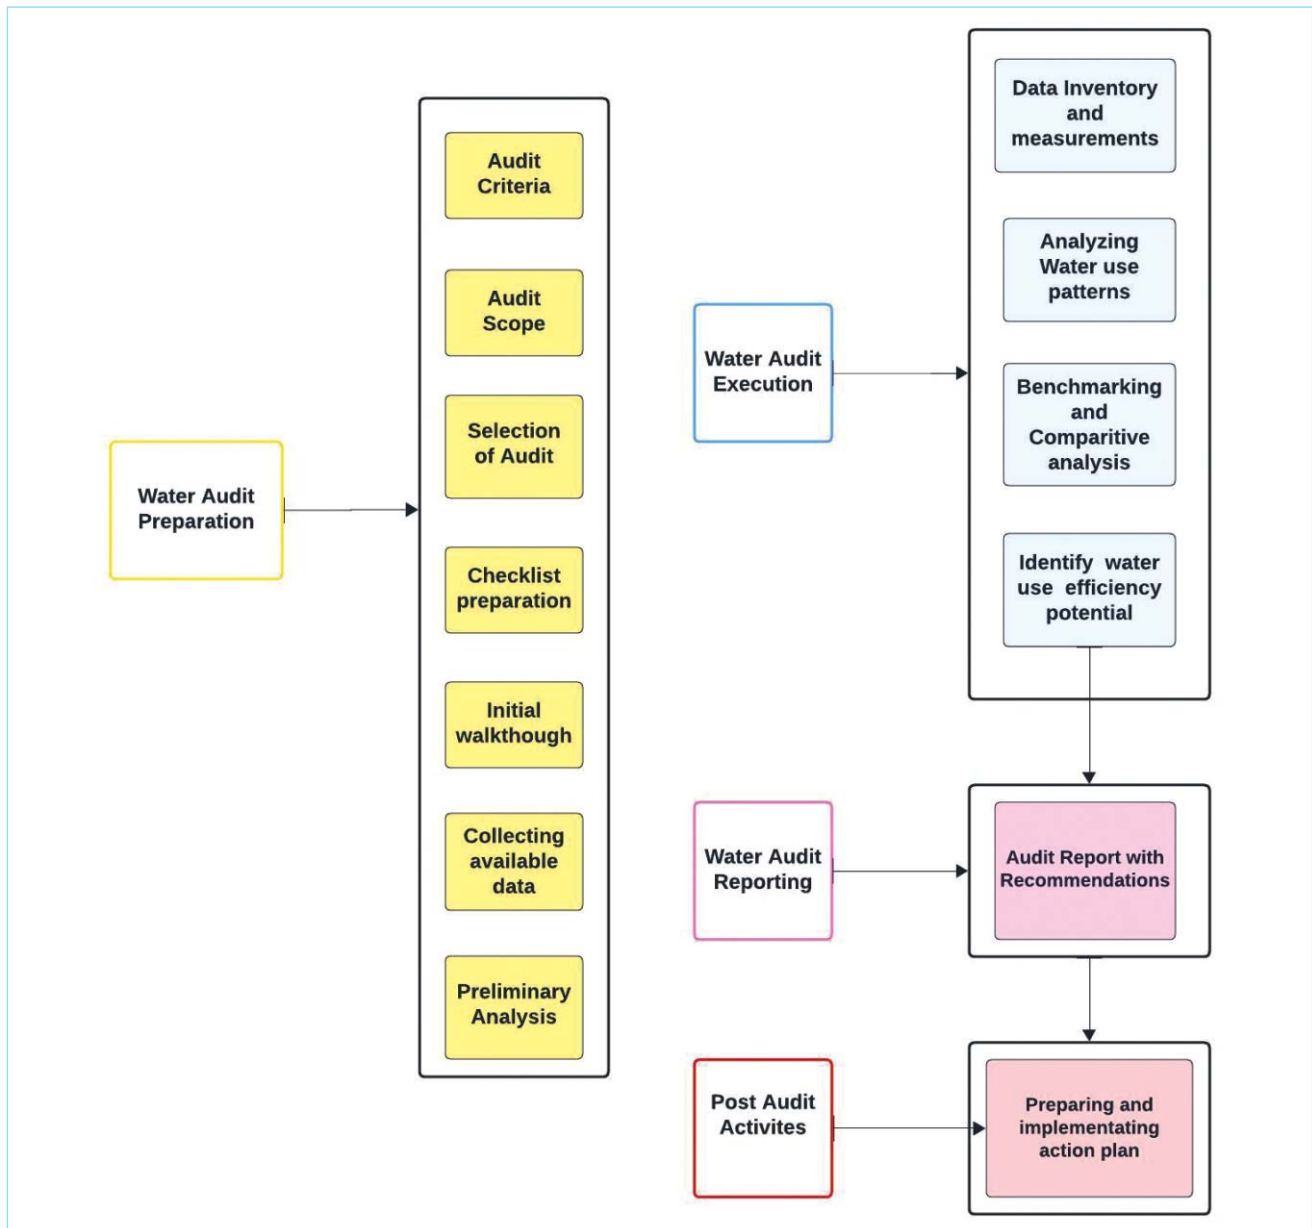 Water Audit
Preparation
Audit
Criteria
Audit
Scope
Selection
of Audit
Checklist
preparation
Initial
walkthough
Collecting
available
data
Preliminary
Analysis
Water Audit
Execution
Data Inventory
and
measurements
Analyzing
Water use
patterns
Benchmarking
and
Comparitive
analysis
Identify water
use efficiency
potential
Water Audit
Reporting
Audit Report with
Recommendations
Post Audit
Activites
Preparing and
implementating
action plan